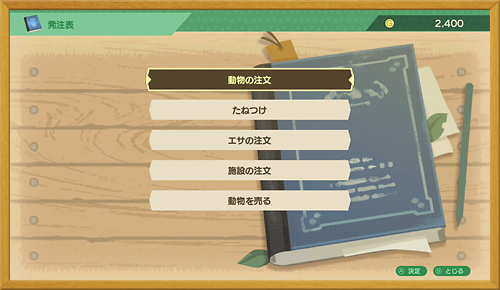 発注表
G 2,400
動物の注文
たねつけ
エサの注文
施設の注文
動物を売る
A 決定 B とじる